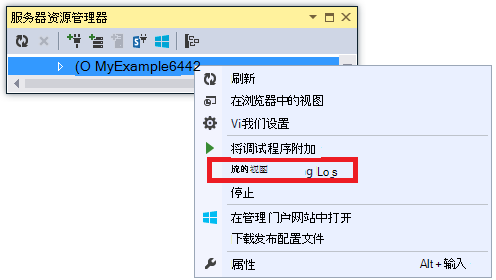 服务器资源管理器
(O MyExample6442
刷新
在浏览器中的视图
Vi我们设置
将调试程序附加
视图 g Los
停止
在管理门户网站中打开
下载发布配置文件
属性 Alt+输入